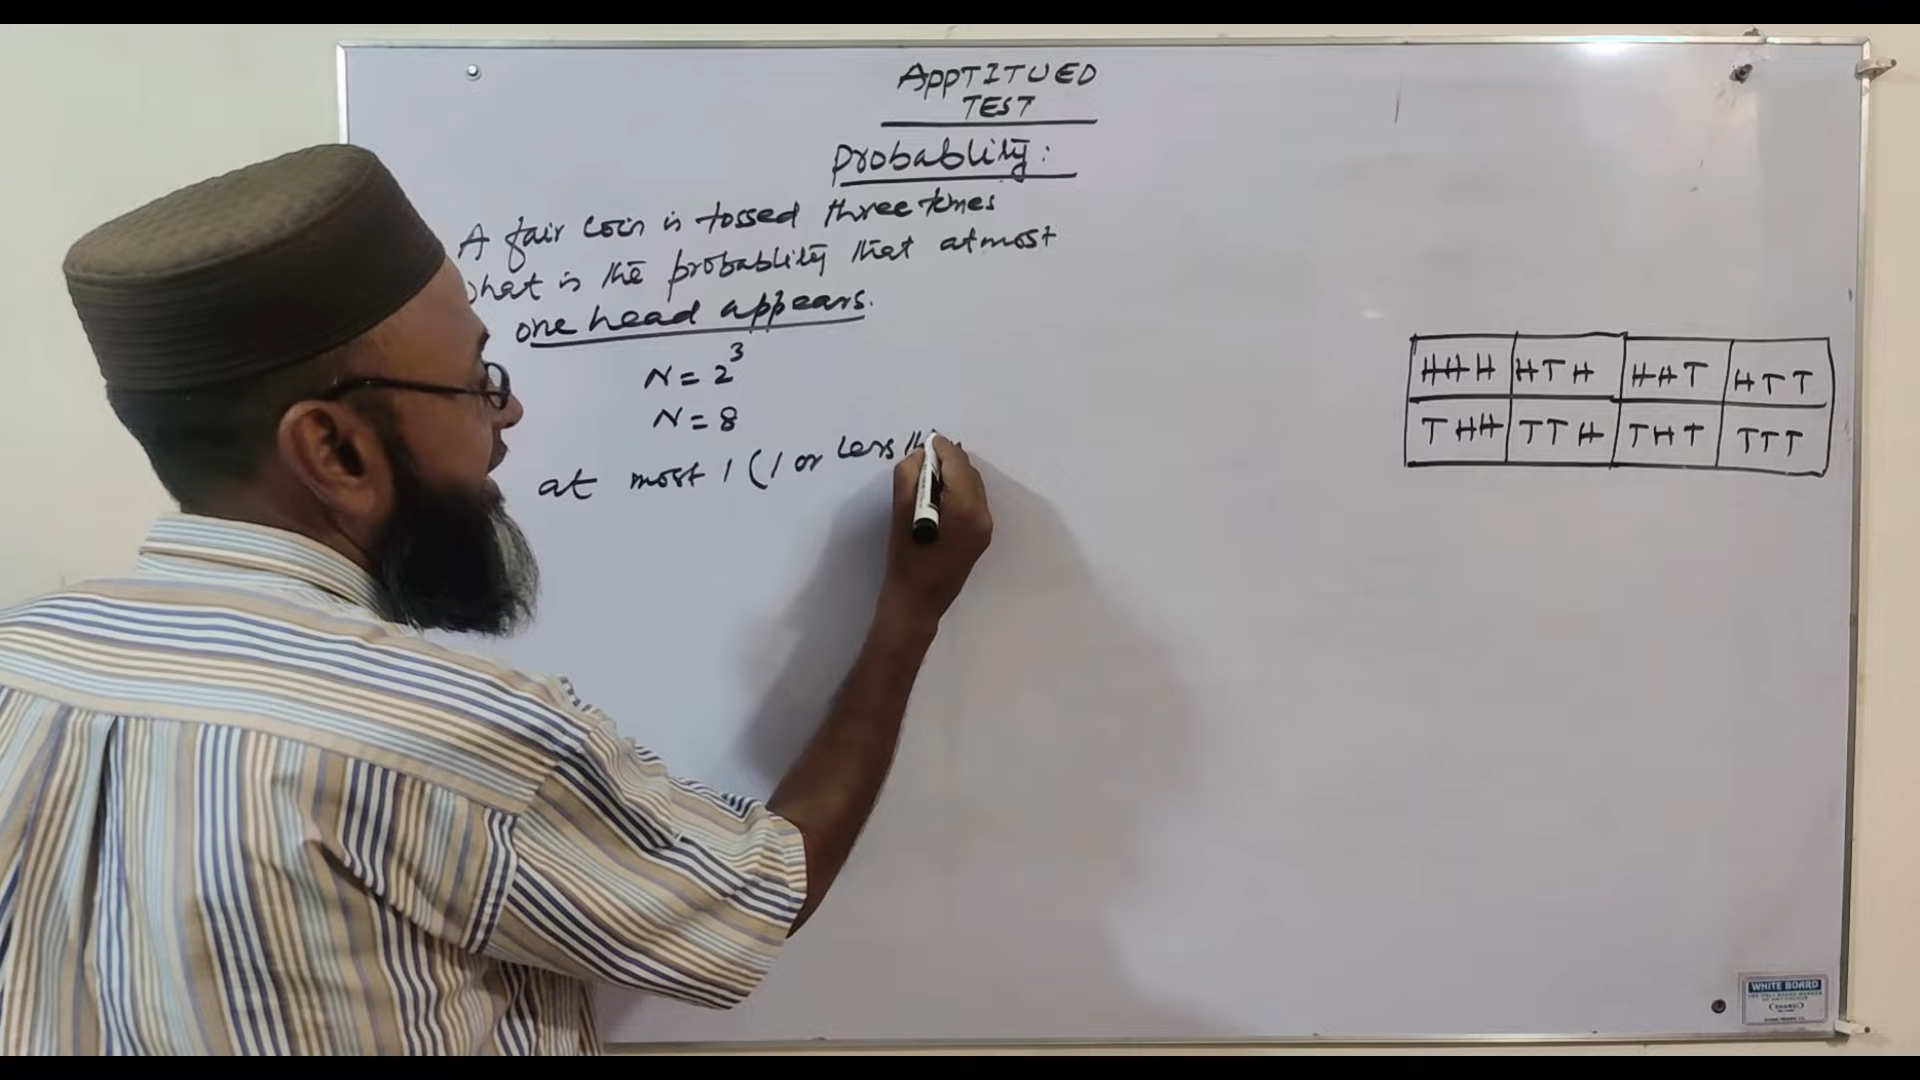 APPTITUED
TEST
Probablity:
A fair coin is tossed three times
what is the probablity that atmost
one head appears.
N = 2³
N = 8
at most 1 (1 or Less
HHH HTH HHT HTT
THH TTH THT TTT
WHITE BOARD